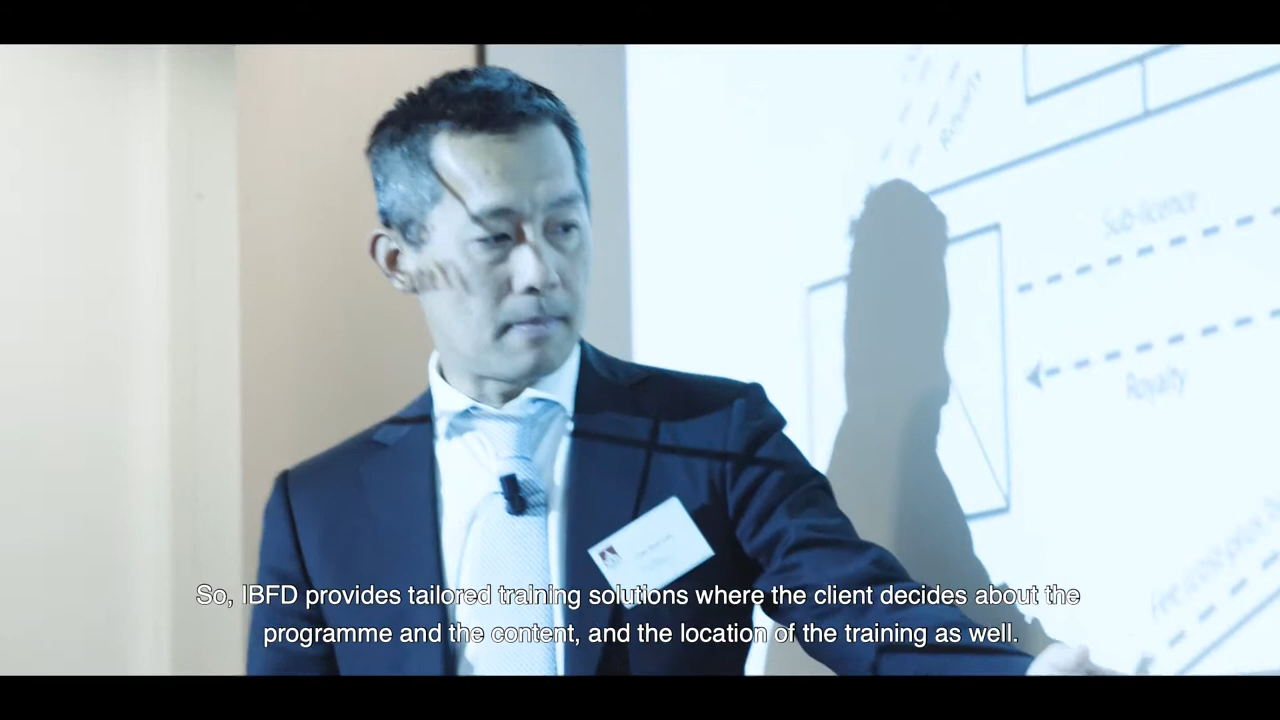 Royalty
Sub-licence
Royalty
So, IBFD provides tailored training solutions where the client decides about the
programme and the content, and the location of the training as well.